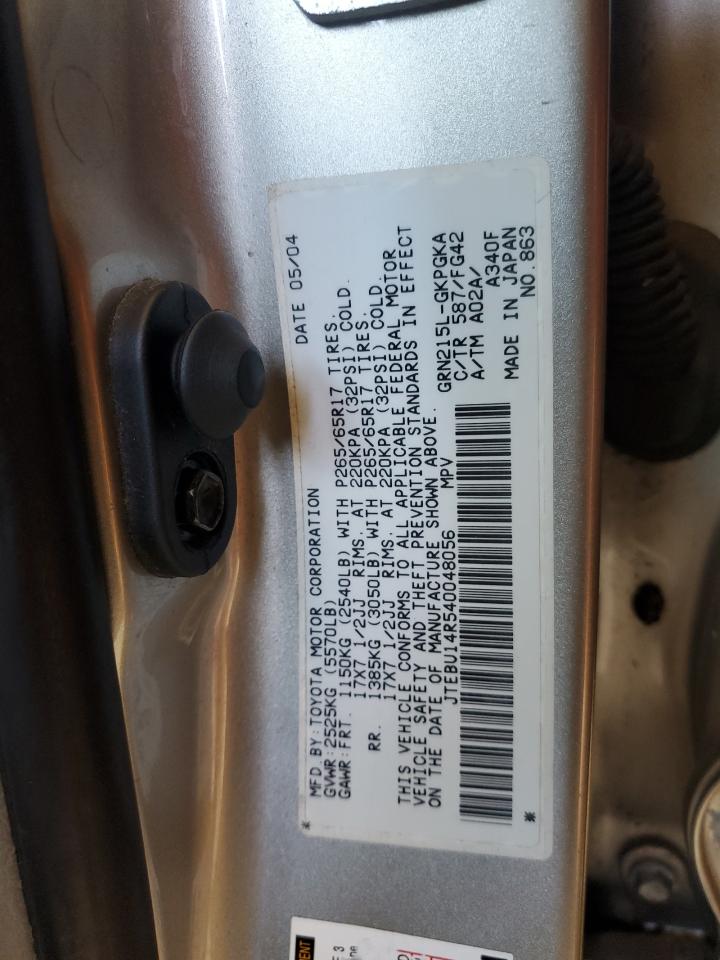 MFD. BY: TOYOTA MOTOR CORPORATION DATE 05/04
GVWR: 2525KG (5570LB)
GAWR: FRT. 1150KG (2540LB) WITH P265/65R17 TIRES,
17X7 1/2JJ RIMS. AT 220KPA (32PSI) COLD.
RR. 1385KG (3050LB) WITH P265/65R17 TIRES.
17X7 1/2JJ RIMS. AT 220KPA (32PSI) COLD.
THIS VEHICLE CONFORMS TO ALL APPLICABLE FEDERAL MOTOR
VEHICLE SAFETY AND THEFT PREVENTION STANDARDS IN EFFECT
ON THE DATE OF MANUFACTURE SHOWN ABOVE.
JTEBU14R540048056 MPV GRN215L-GKPGKA
C/TR 587/FG42
A/TM A02A/ A340F
MADE IN JAPAN
* * NO.863